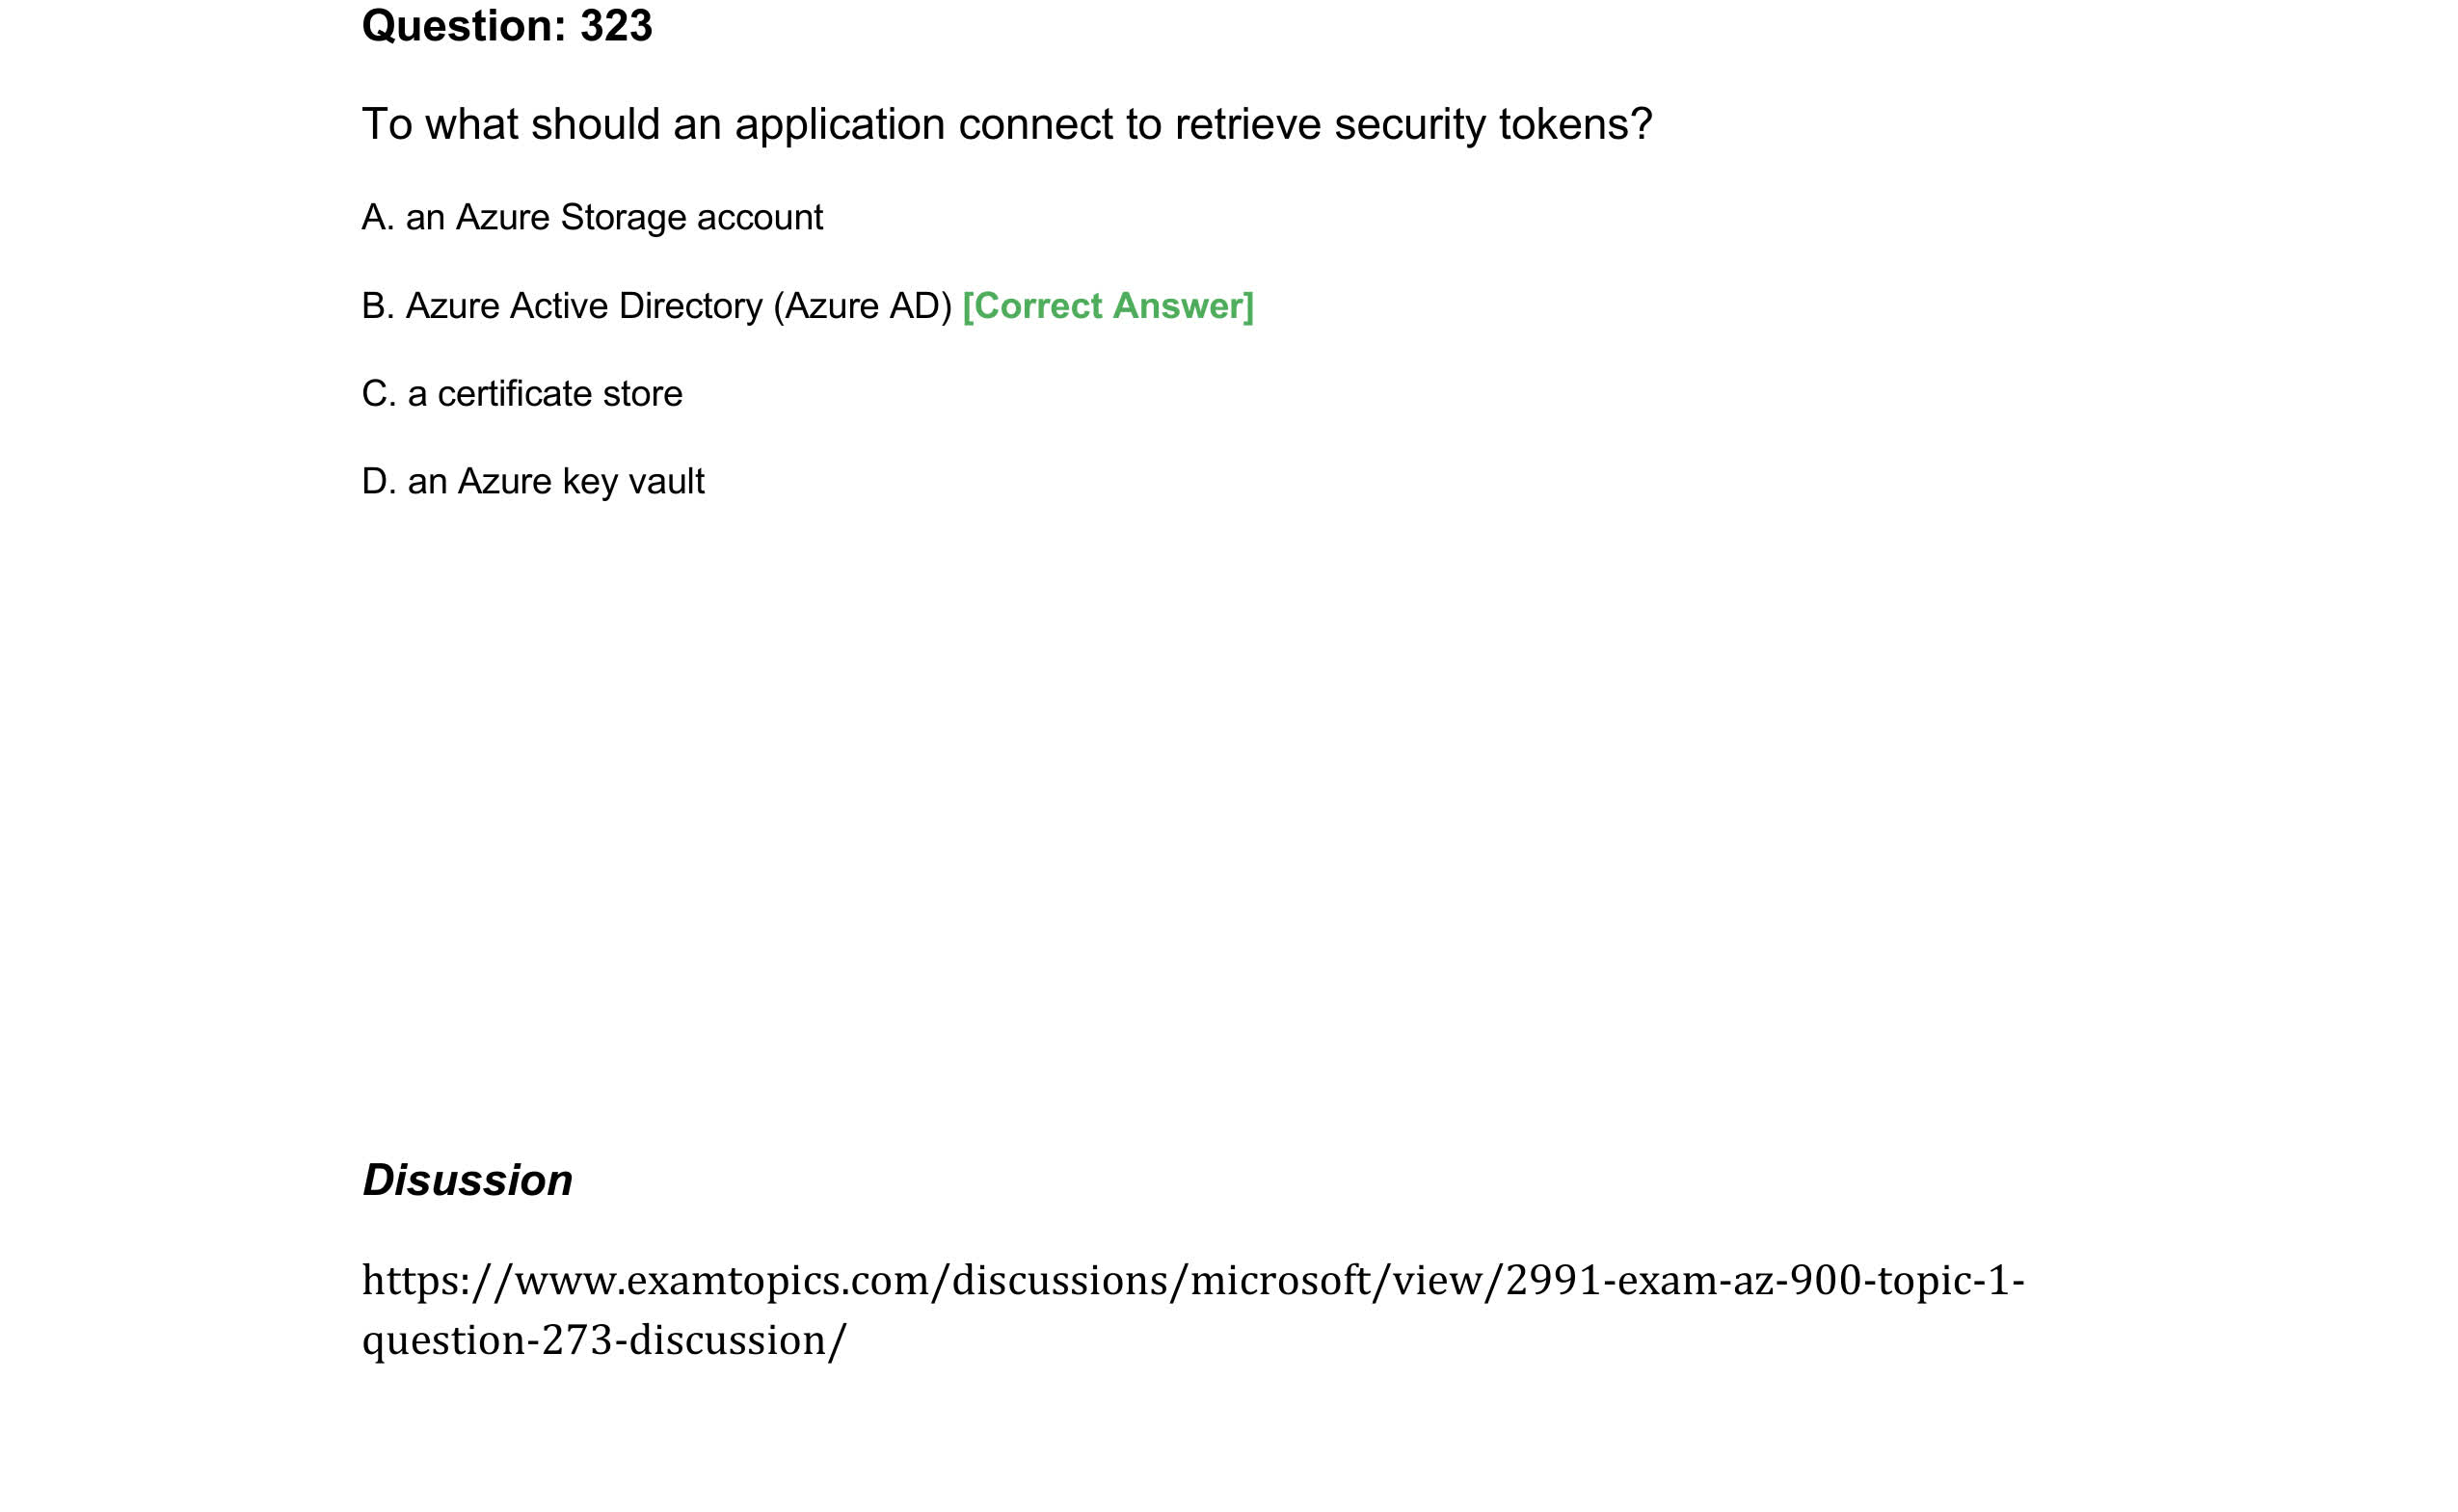 Question: 323
To what should an application connect to retrieve security tokens?
A. an Azure Storage account
B. Azure Active Directory (Azure AD) [Correct Answer]
C. a certificate store
D. an Azure key vault
Disussion
https://www.examtopics.com/discussions/microsoft/view/2991-exam-az-900-topic-1-
question-273-discussion/